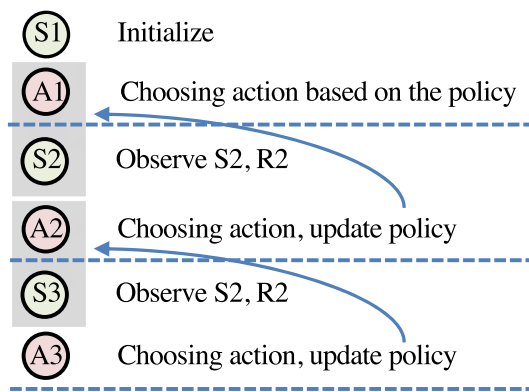 S1 Initialize
A1 Choosing action based on the policy
S2 Observe S2, R2
A2 Choosing action, update policy
S3 Observe S2, R2
A3 Choosing action, update policy